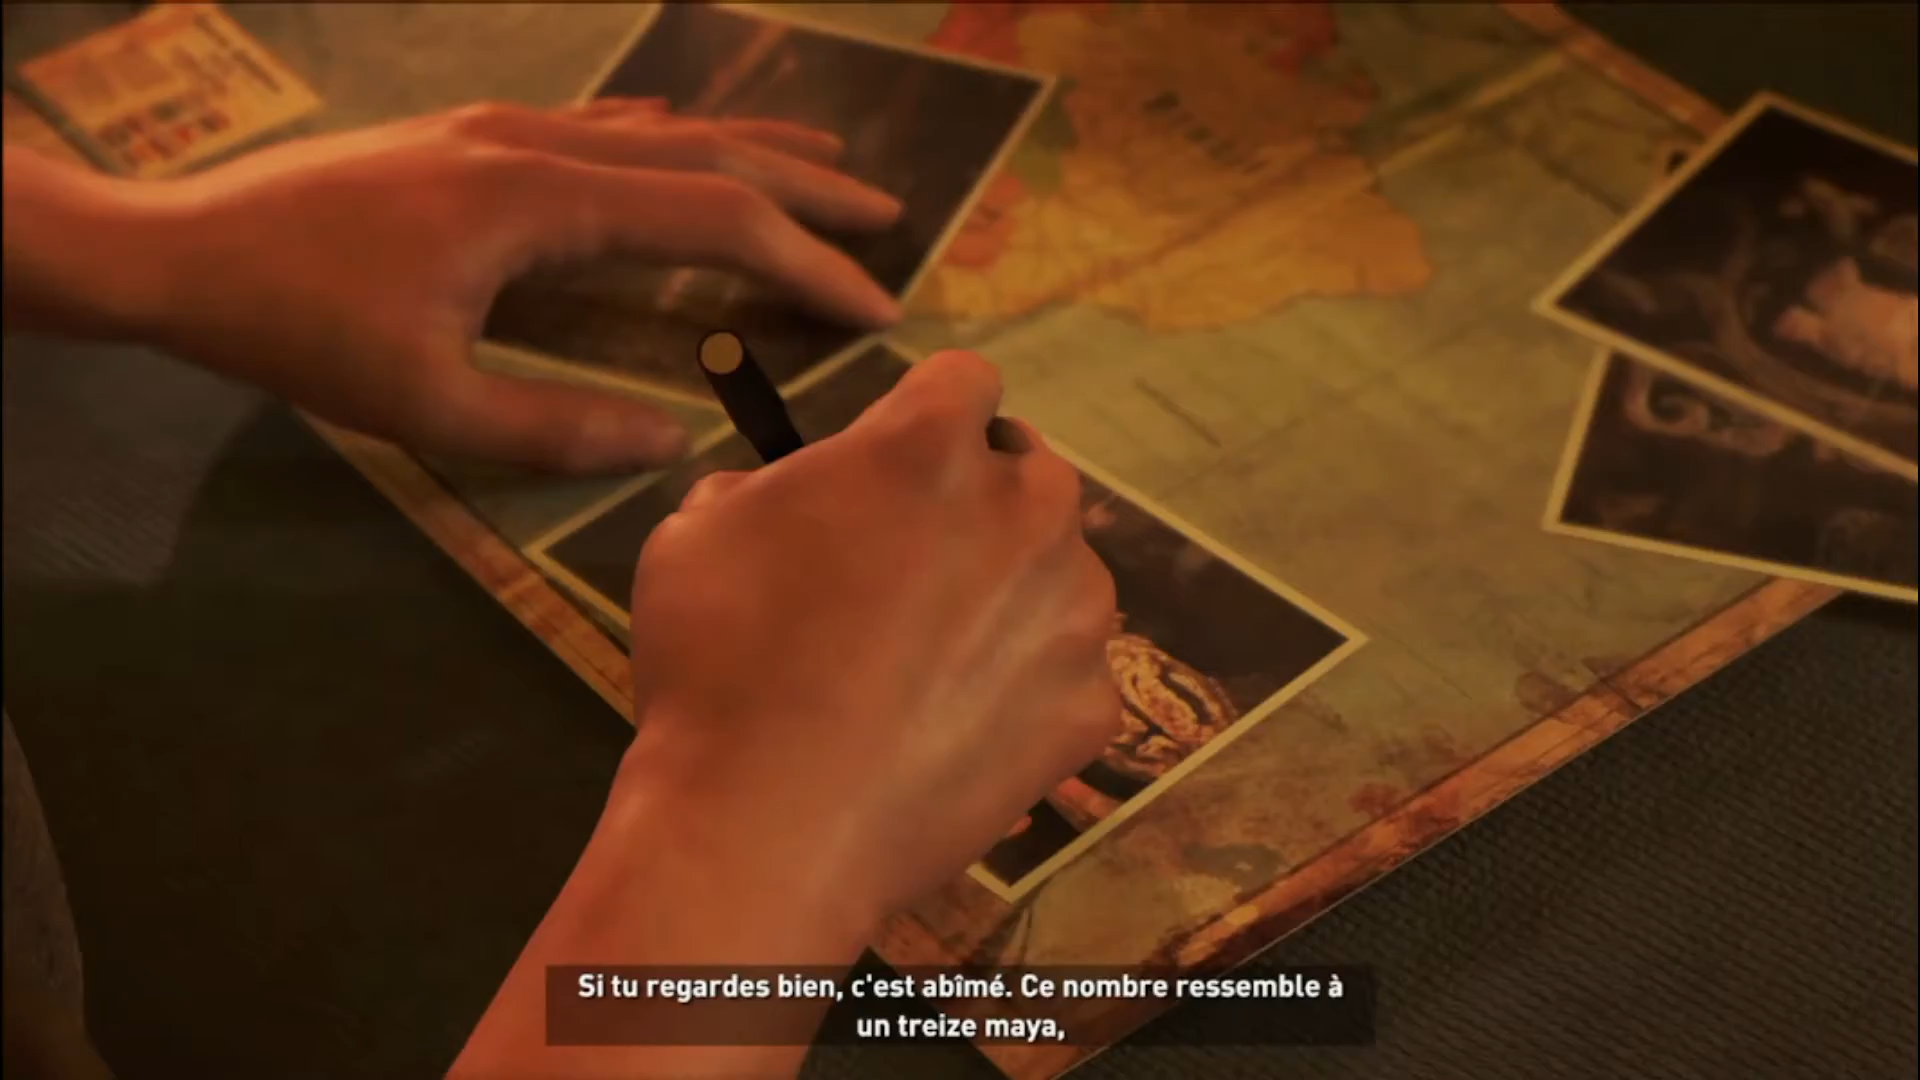 Si tu regardes bien, c'est abîmé. Ce nombre ressemble à
un treize maya,